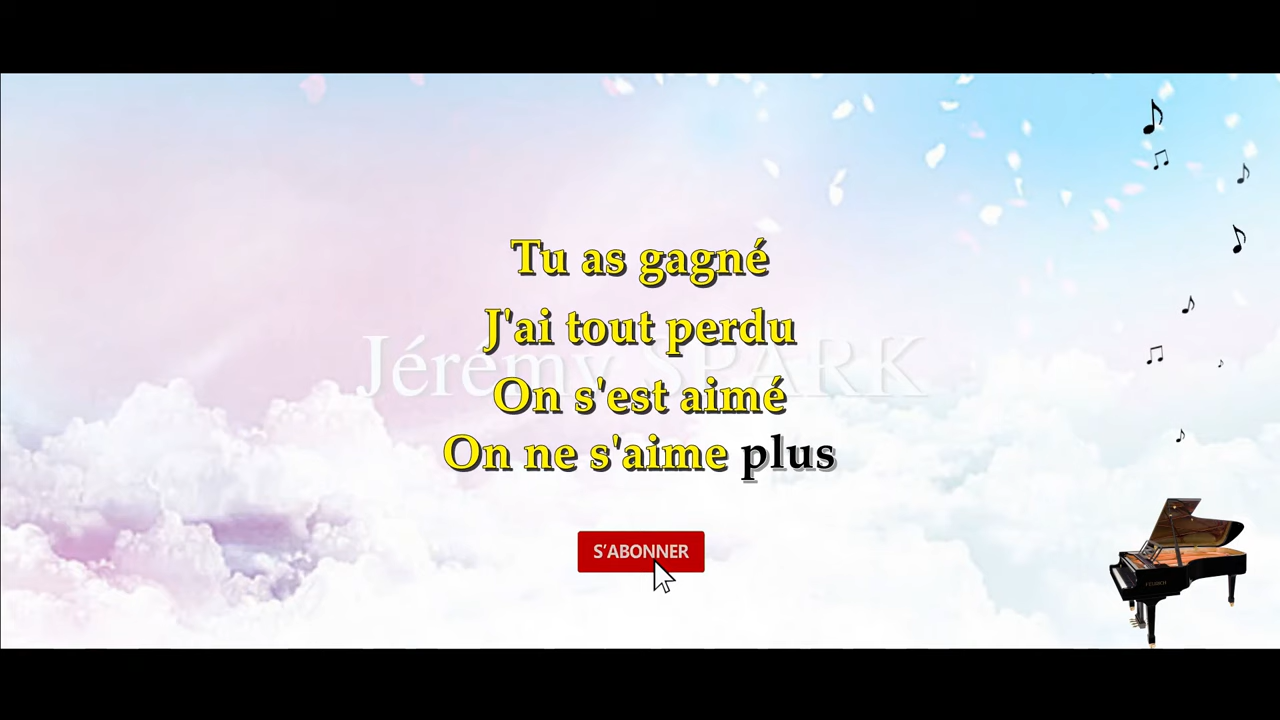 Tu as gagné
J'ai tout perdu
Jérémy SPARK
On s'est aimé
On ne s'aime plus
S'ABONNER